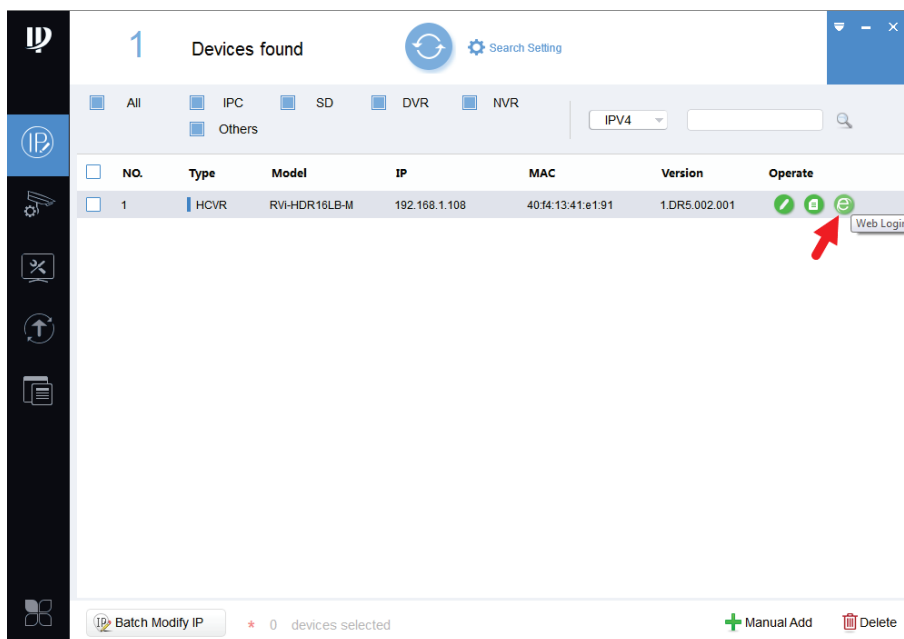 1 Devices found Search Setting
All IPC SD DVR NVR
Others
IPV4
NO. Type Model IP MAC Version Operate
1 HCVR RVi-HDR16LB-M 192.168.1.108 40:f4:13:41:e1:91 1.DR5.002.001
Web Login
Batch Modify IP * 0 devices selected Manual Add Delete